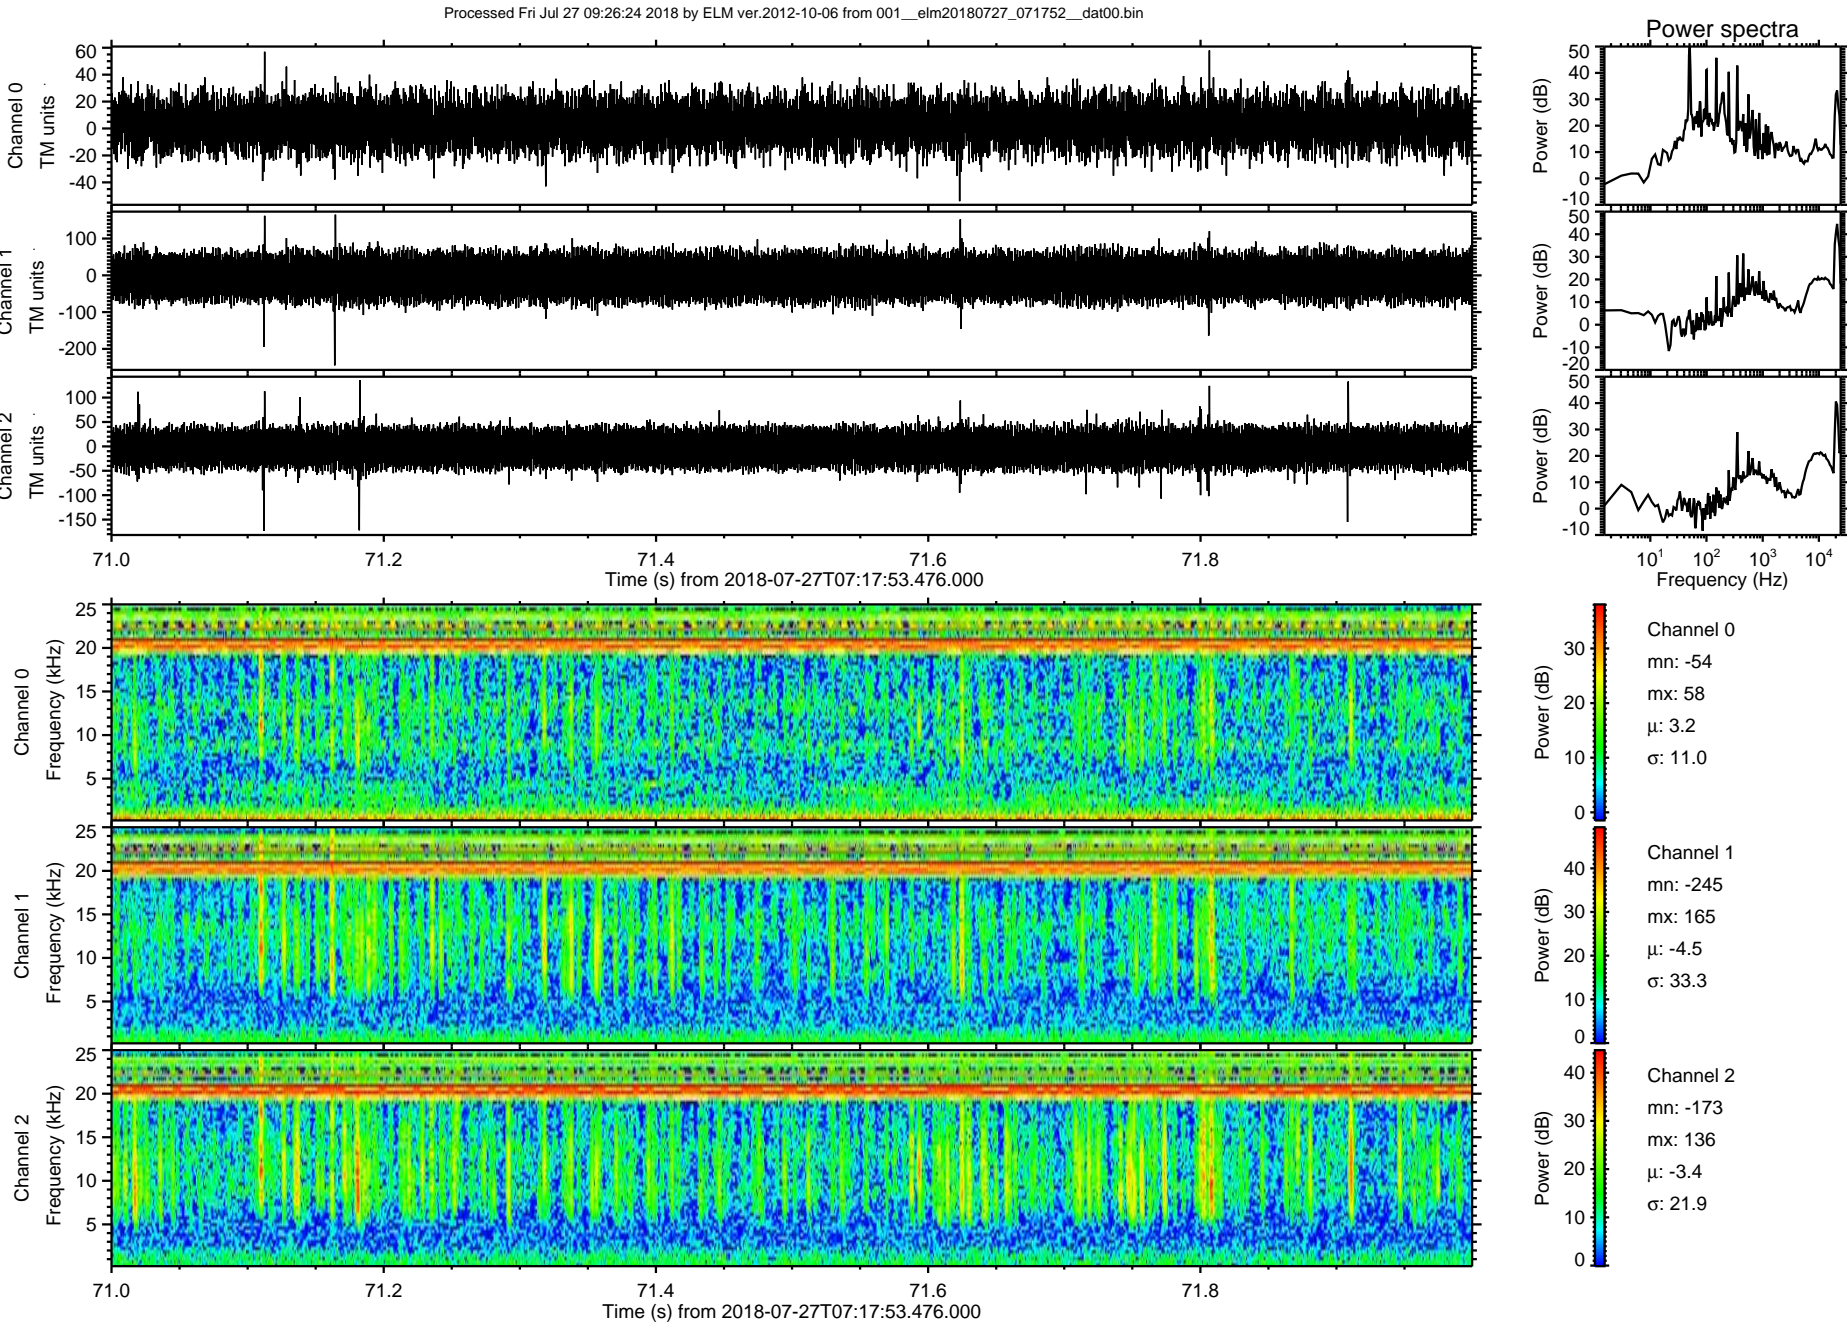 Processed Fri Jul 27 09:26:24 2018 by ELM ver.2012-10-06 from 001__elm20180727_071752__dat00.bin
Power spectra
Channel 0
TM units
60
40
20
0
-20
-40
Power (dB)
50
40
30
20
10
0
-10
Channel 1
TM units
100
0
-100
-200
Power (dB)
50
40
30
20
10
0
-10
-20
Channel 2
TM units
100
50
0
-50
-100
-150
Power (dB)
50
40
30
20
10
0
-10
71.0 71.2 71.4 71.6 71.8
Time (s) from 2018-07-27T07:17:53.476.000
10^1 10^2 10^3 10^4
Frequency (Hz)
Channel 0
Frequency (kHz)
25
20
15
10
5
Power (dB)
30
20
10
0
Channel 0
mn: -54
mx: 58
μ: 3.2
σ: 11.0
Channel 1
Frequency (kHz)
25
20
15
10
5
Power (dB)
40
30
20
10
0
Channel 1
mn: -245
mx: 165
μ: -4.5
σ: 33.3
Channel 2
Frequency (kHz)
25
20
15
10
5
Power (dB)
40
30
20
10
0
Channel 2
mn: -173
mx: 136
μ: -3.4
σ: 21.9
71.0 71.2 71.4 71.6 71.8
Time (s) from 2018-07-27T07:17:53.476.000